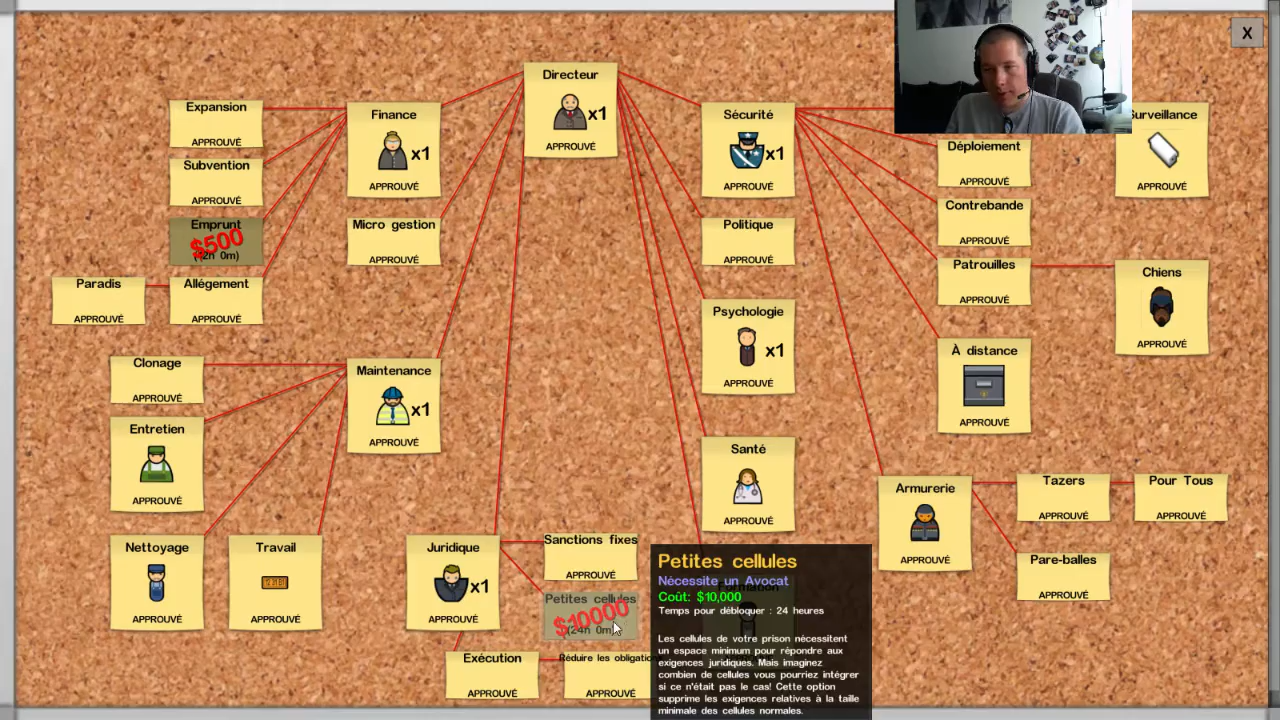 X
Directeur
x1
APPROUVÉ
Expansion
APPROUVÉ
Subvention
APPROUVÉ
Emprunt
$500
Paradis
APPROUVÉ
Allégement
APPROUVÉ
Finance
x1
APPROUVÉ
Micro gestion
APPROUVÉ
Sécurité
x1
APPROUVÉ
Politique
APPROUVÉ
Psychologie
x1
APPROUVÉ
Santé
APPROUVÉ
Déploiement
APPROUVÉ
Contrebande
APPROUVÉ
Patrouilles
APPROUVÉ
À distance
APPROUVÉ
APPROUVÉ
Chiens
APPROUVÉ
Clonage
APPROUVÉ
Entretien
APPROUVÉ
Maintenance
x1
APPROUVÉ
Nettoyage
APPROUVÉ
Travail
APPROUVÉ
Juridique
x1
APPROUVÉ
Sanctions fixes
APPROUVÉ
Petites cellules
$10000
Exécution
APPROUVÉ
Réduire les
APPROUVÉ
Armurerie
APPROUVÉ
Tazers
APPROUVÉ
Pour Tous
APPROUVÉ
Pare-balles
APPROUVÉ
Petites cellules
Nécessite un Avocat
Coût: $10,000
Temps pour débloquer : 24 heures
Les cellules de votre prison nécessitent
un espace minimum pour répondre aux
exigences juridiques. Mais imaginez
combien de cellules vous pourriez intégrer
si ce n'était pas le cas! Cette option
supprime les exigences relatives à la taille
minimale des cellules normales.